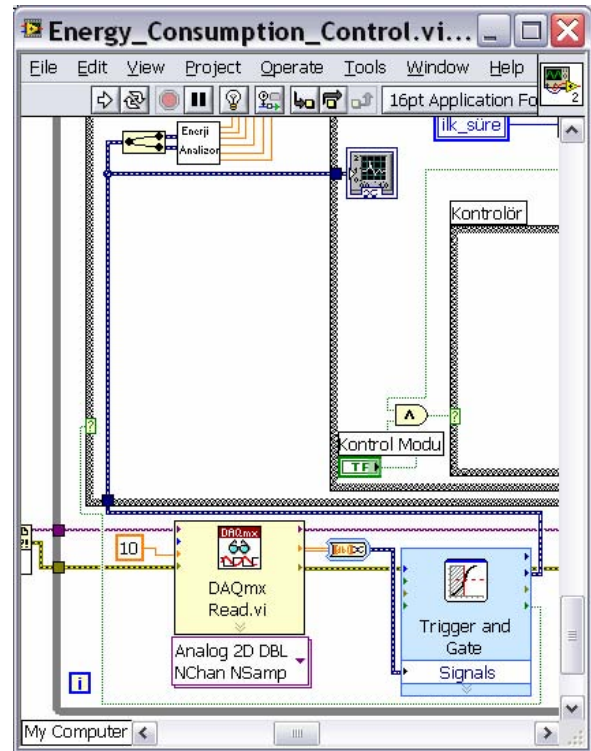 Energy_Consumption_Control.vi...
File Edit View Project Operate Tools Window Help
16pt Application Fo
2
Enerji
Analizor
ilk_süre
Kontrolör
?
?
Kontrol Modu
TF
10
DAQmx
DAQmx
Read.vi
Analog 2D DBL
NChan NSamp
Trigger and
Gate
Signals
i
My Computer